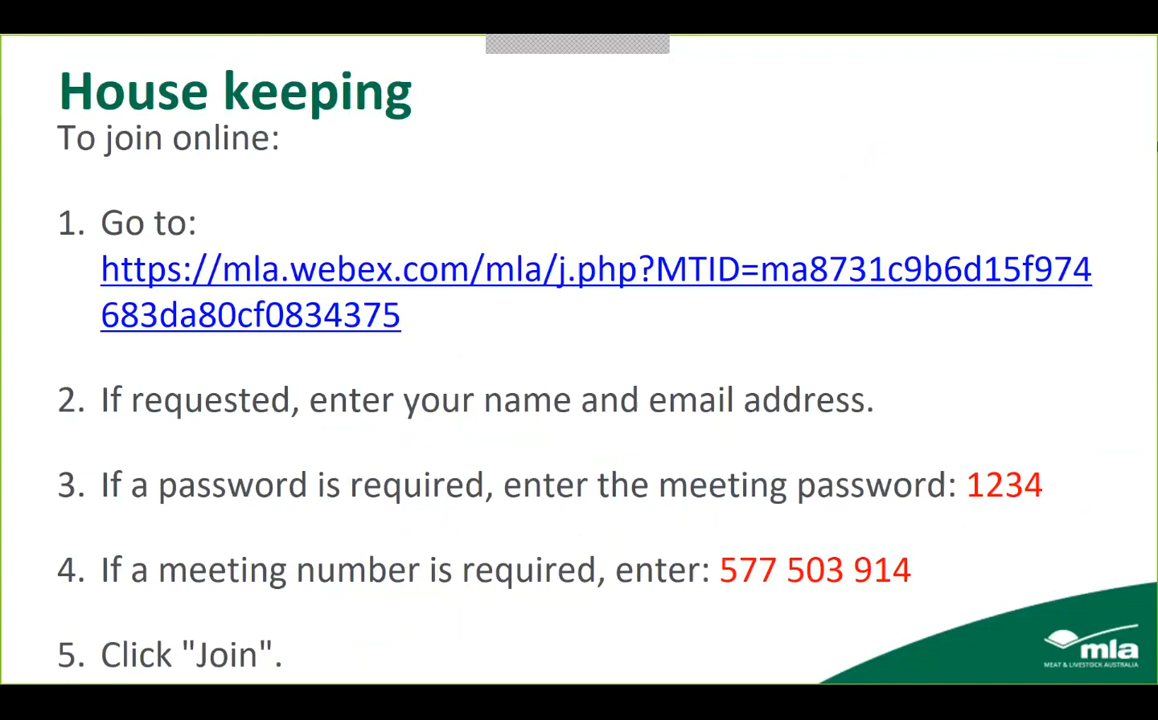 House keeping
To join online:
1. Go to:
https://mla.webex.com/mla/j.php?MTID=ma8731c9b6d15f974
683da80cf0834375
2. If requested, enter your name and email address.
3. If a password is required, enter the meeting password: 1234
4. If a meeting number is required, enter: 577 503 914
5. Click "Join".
mla
MEAT & LIVESTOCK AUSTRALIA